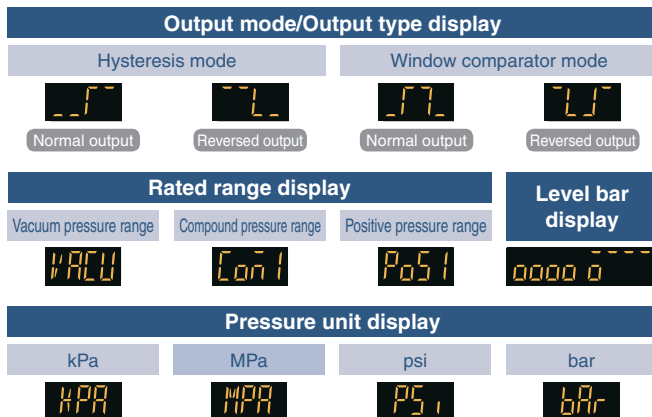 Output mode/Output type display
Hysteresis mode
Window comparator mode
Normal output
Reversed output
Normal output
Reversed output
Rated range display
Level bar
display
Vacuum pressure range
Compound pressure range
Positive pressure range
VACU
Com1
PoS1
oooo o
Pressure unit display
kPa
MPa
psi
bar
KPA
MPA
PSi
bAr